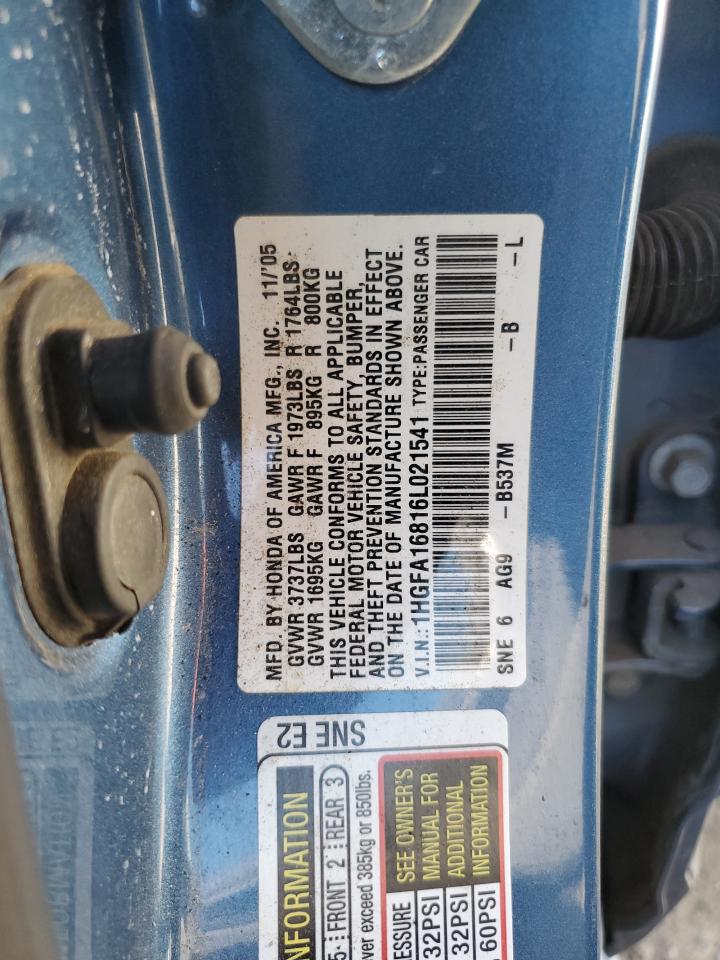 MFD. BY HONDA OF AMERICA MFG., INC. 11/'05
GVWR 3737LBS GAWR F 1973LBS R 1764LBS
GVWR 1695KG GAWR F 895KG R 800KG
THIS VEHICLE CONFORMS TO ALL APPLICABLE
FEDERAL MOTOR VEHICLE SAFETY, BUMPER,
AND THEFT PREVENTION STANDARDS IN EFFECT
ON THE DATE OF MANUFACTURE SHOWN ABOVE.
V.I.N.:1HGFA16816L021541 TYPE:PASSENGER CAR
SNE 6 AG9 -B537M -B -L
SNE E2
INFORMATION
FRONT 2 REAR 3
exceed 385kg or 850lbs.
SEE OWNER'S
MANUAL FOR
ADDITIONAL
INFORMATION
32PSI
32PSI
60PSI